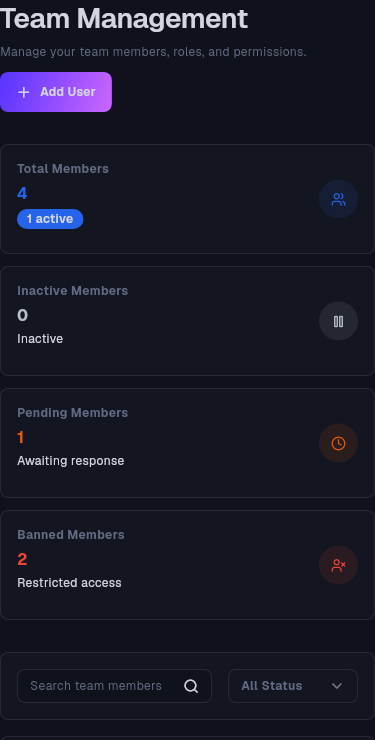 Team Management
Manage your team members, roles, and permissions.
Add User
Total Members
4
1 active
Inactive Members
0
Inactive
Pending Members
1
Awaiting response
Banned Members
2
Restricted access
Search team members
All Status